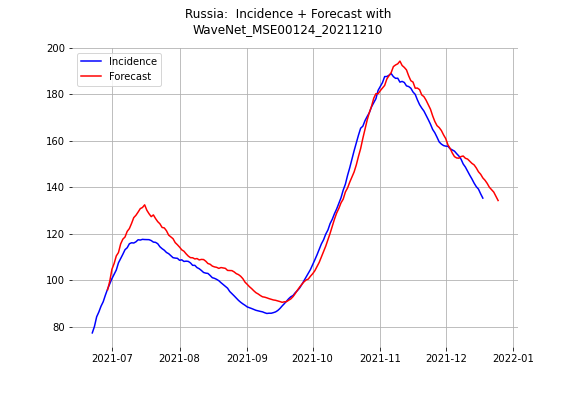 Russia:  Incidence + Forecast with
WaveNet_MSE00124_20211210
Incidence
Forecast
200
180
160
140
120
100
80
2021-07 2021-08 2021-09 2021-10 2021-11 2021-12 2022-01